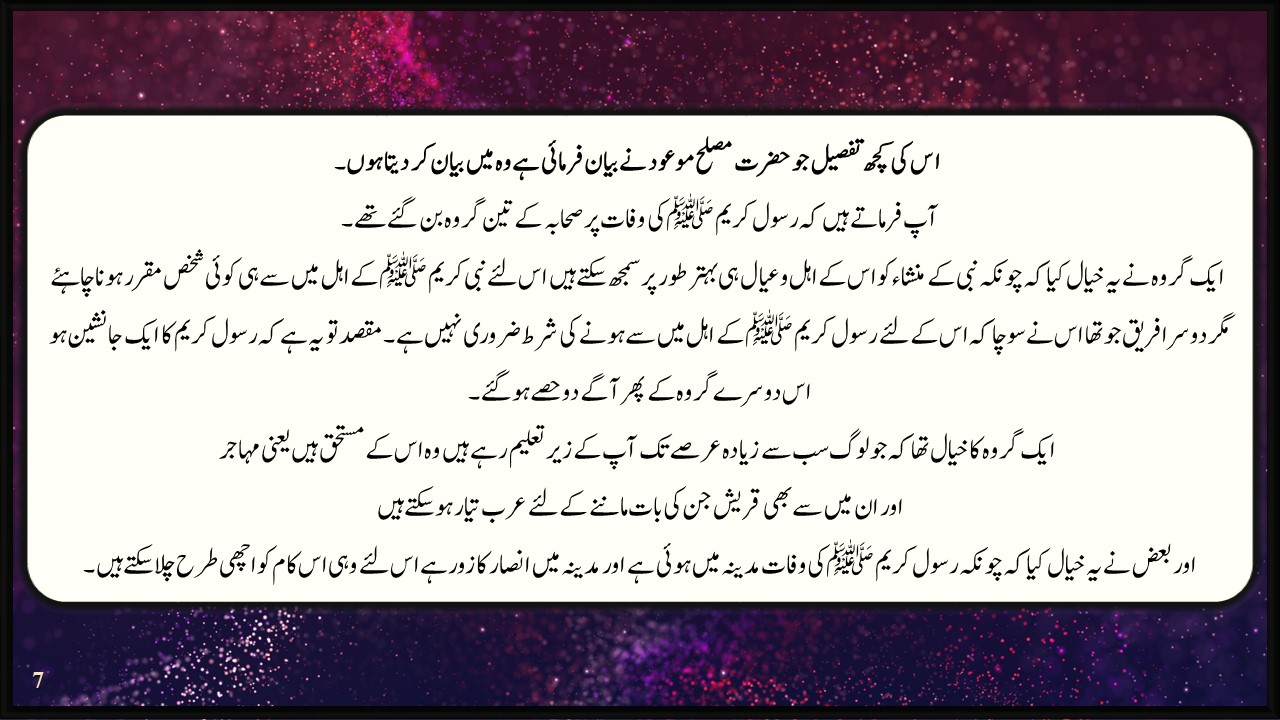 اس کی کچھ تفصیل جو حضرت مصلح موعود نے بیان فرمائی ہے وہ میں بیان کر دیتا ہوں۔
آپ فرماتے ہیں کہ رسول کریم ﷺ کی وفات پر صحابہ کے تین گروہ بن گئے تھے۔
ایک گروہ نے یہ خیال کیا کہ چونکہ نبی کے منشاء کو اس کے اہل و عیال ہی بہتر طور پر سمجھ سکتے ہیں اس لئے نبی کریم ﷺ کے اہل میں سے ہی کوئی شخص مقرر ہونا چاہئے
مگر دوسرا فریق جو تھا اس نے سوچا کہ اس کے لئے رسول کریم ﷺ کے اہل میں سے ہونے کی شرط ضروری نہیں ہے۔ مقصد تو یہ ہے کہ رسول کریم کا ایک جانشین ہو
اس دوسرے گروہ کے پھر آگے دو حصے ہو گئے۔
ایک گروہ کا خیال تھا کہ جو لوگ سب سے زیادہ عرصے تک آپ کے زیر تعلیم رہے ہیں وہ اس کے مستحق ہیں یعنی مہاجر
اور ان میں سے بھی قریش جن کی بات ماننے کے لئے عرب تیار ہو سکتے ہیں
اور بعض نے یہ خیال کیا کہ چونکہ رسول کریم ﷺ کی وفات مدینہ میں ہوئی ہے اور مدینہ میں انصار کا زور ہے اس لئے وہی اس کام کو اچھی طرح چلا سکتے ہیں۔
7